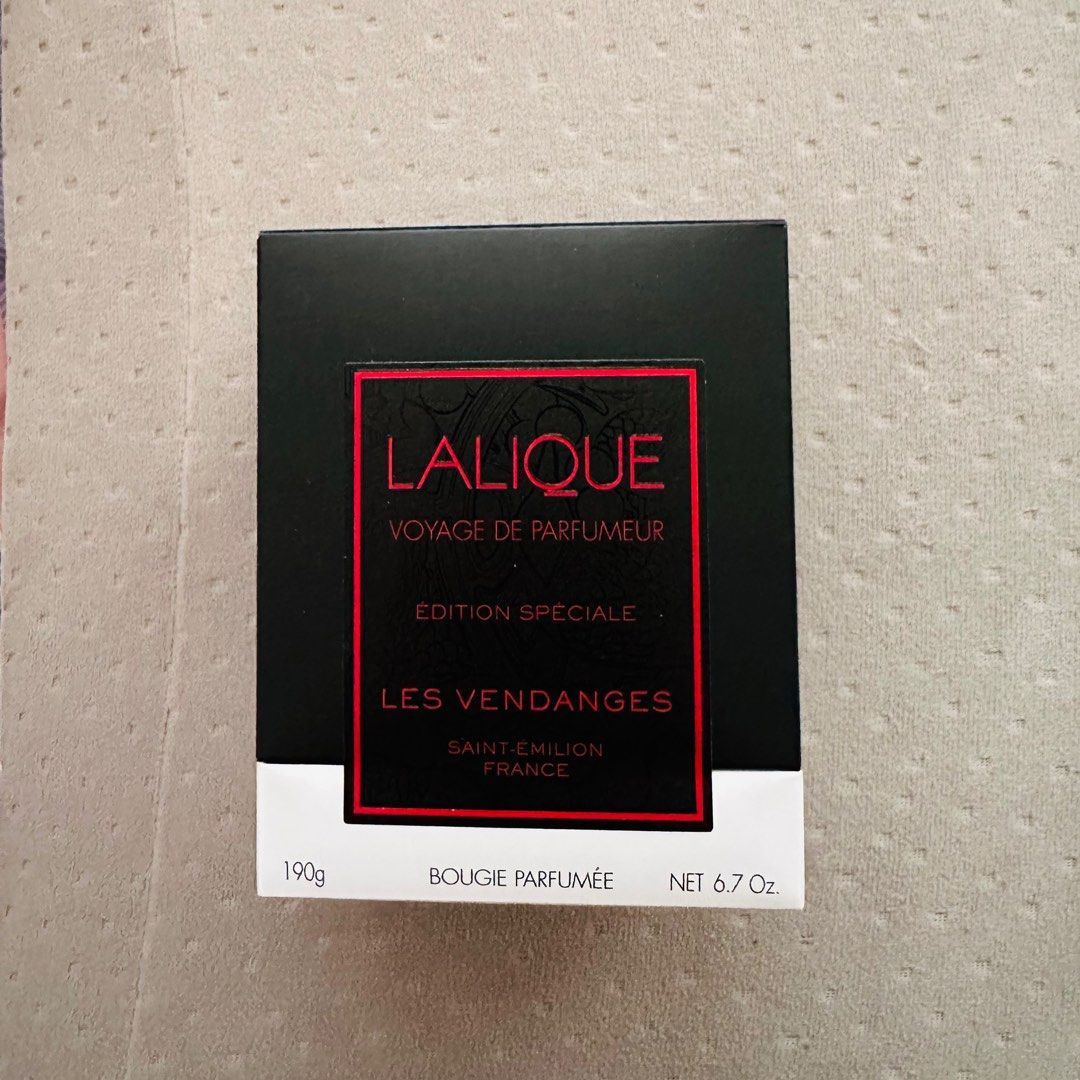 LALIQUE
VOYAGE DE PARFUMEUR
ÉDITION SPÉCIALE
LES VENDANGES
SAINT-ÉMILION
FRANCE
190g BOUGIE PARFUMÉE NET 6.7 Oz.